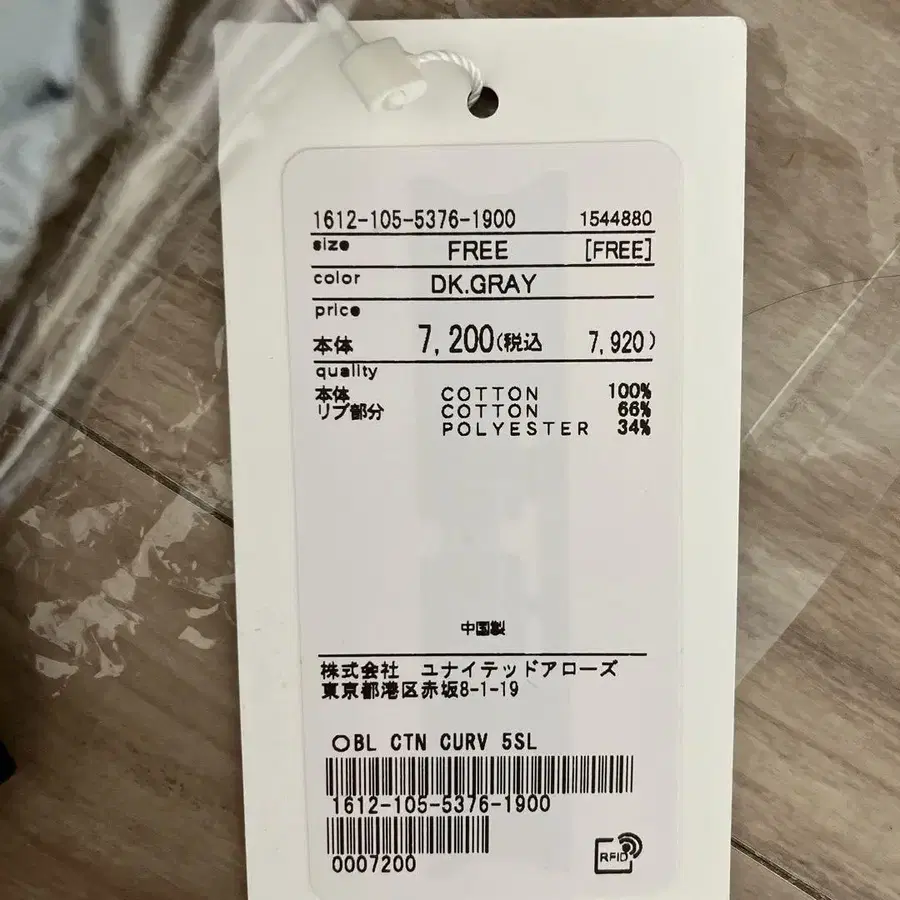 1612-105-5376-1900 1544880
size FREE [FREE]
color DK.GRAY
price
本体 7,200(税込 7,920)
quality
本体 COTTON 100%
リブ部分 COTTON 66%
POLYESTER 34%
中国製
株式会社 ユナイテッドアローズ
東京都港区赤坂8-1-19
○BL CTN CURV 5SL
1612-105-5376-1900
0007200
RFID